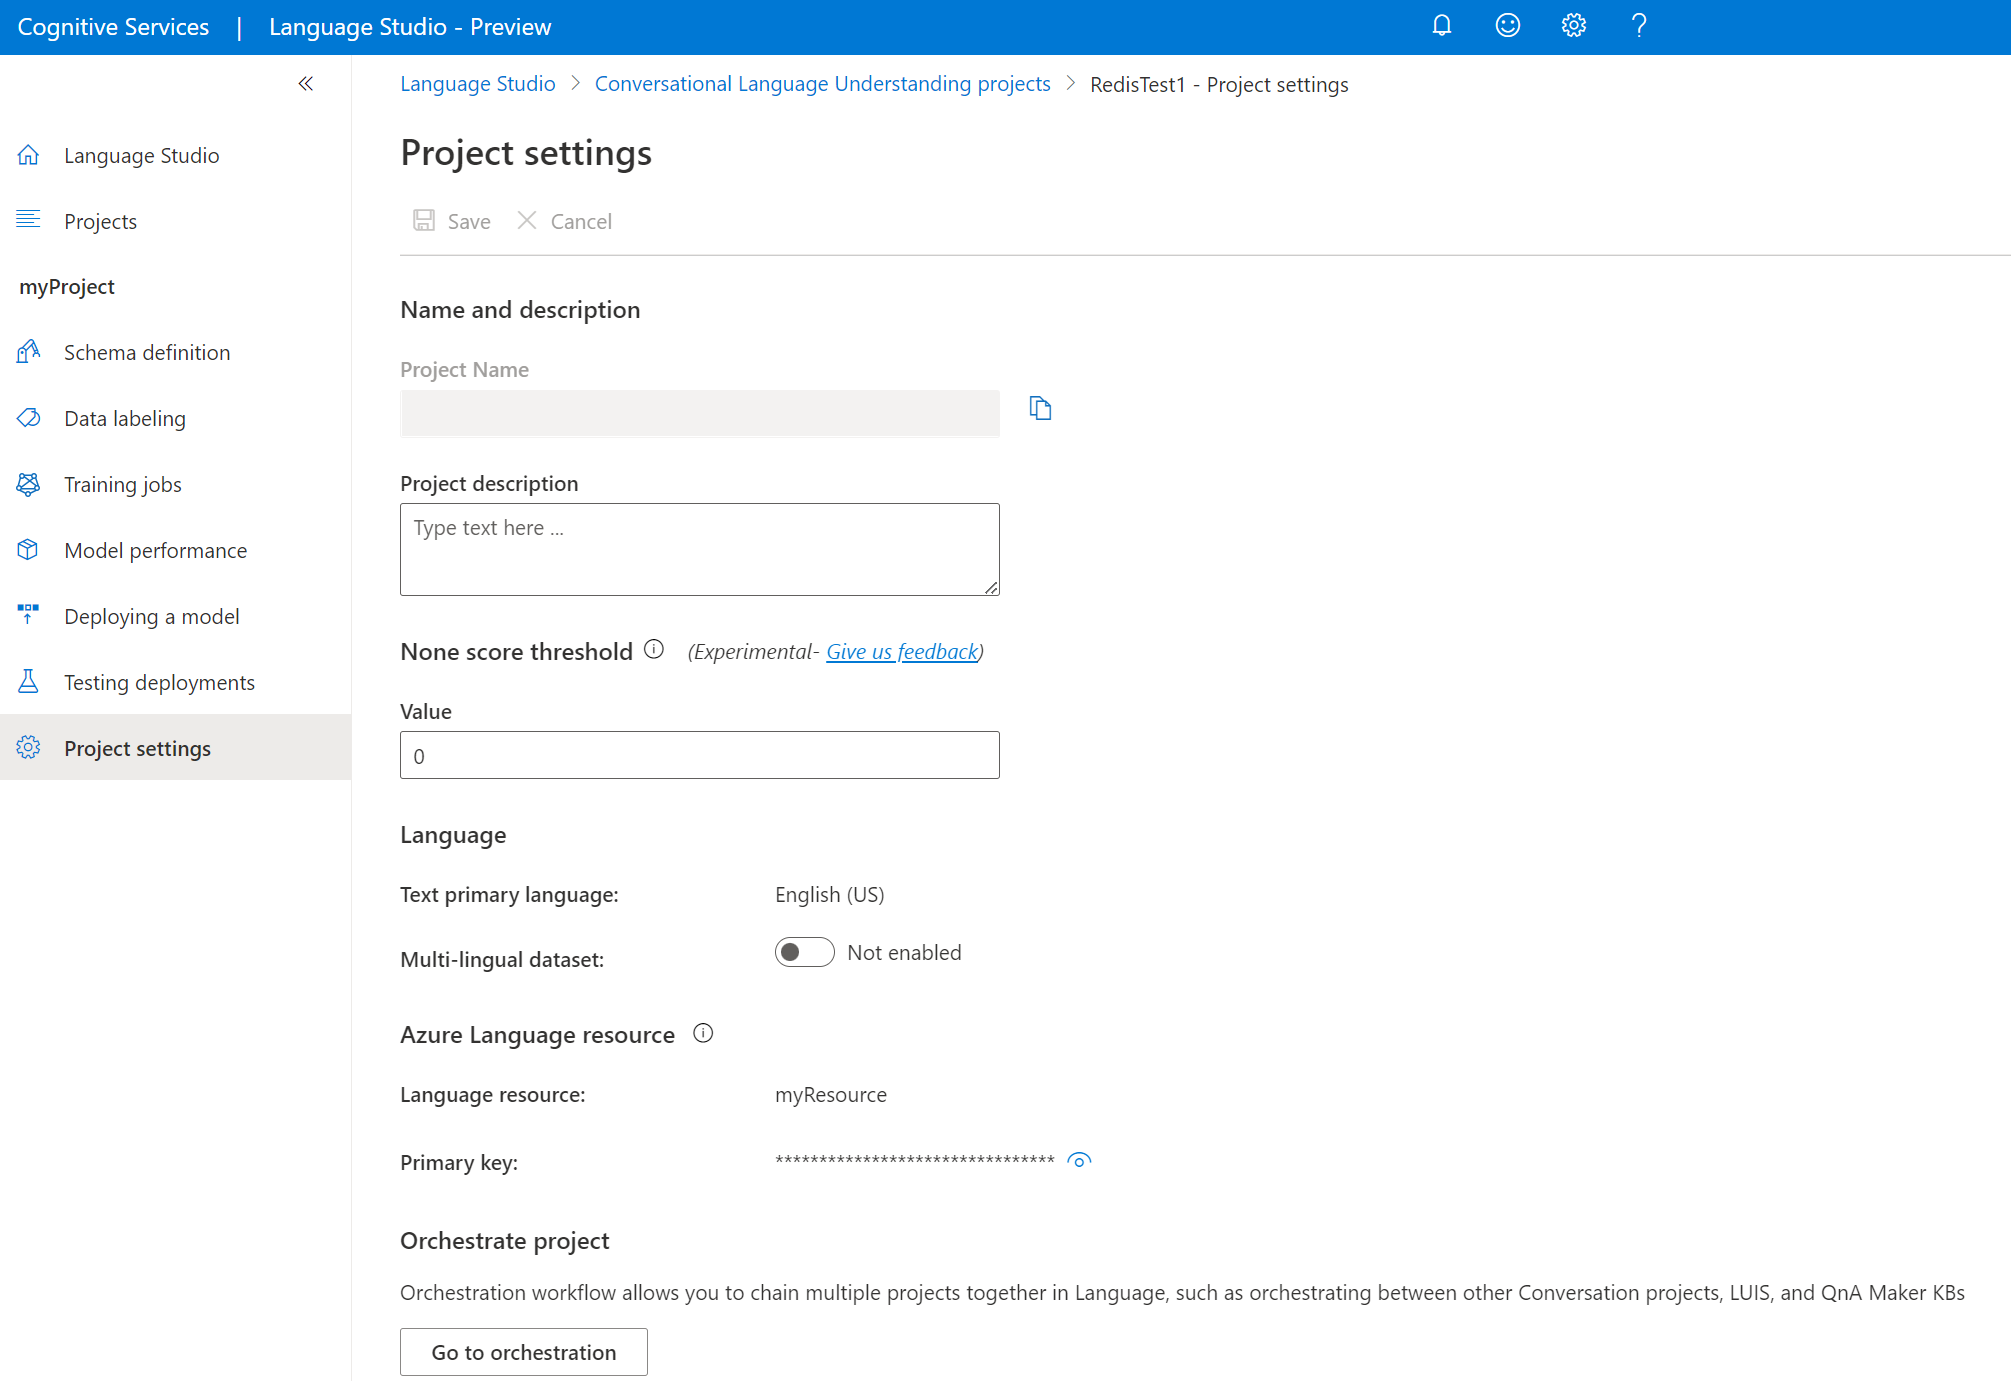 Cognitive Services | Language Studio - Preview
Language Studio > Conversational Language Understanding projects > RedisTest1 - Project settings
Language Studio
Projects
myProject
Schema definition
Data labeling
Training jobs
Model performance
Deploying a model
Testing deployments
Project settings
Project settings
Save Cancel
Name and description
Project Name
Project description
Type text here ...
None score threshold (Experimental- Give us feedback)
Value
0
Language
Text primary language: English (US)
Multi-lingual dataset: Not enabled
Azure Language resource
Language resource: myResource
Primary key: ********************************
Orchestrate project
Orchestration workflow allows you to chain multiple projects together in Language, such as orchestrating between other Conversation projects, LUIS, and QnA Maker KBs
Go to orchestration